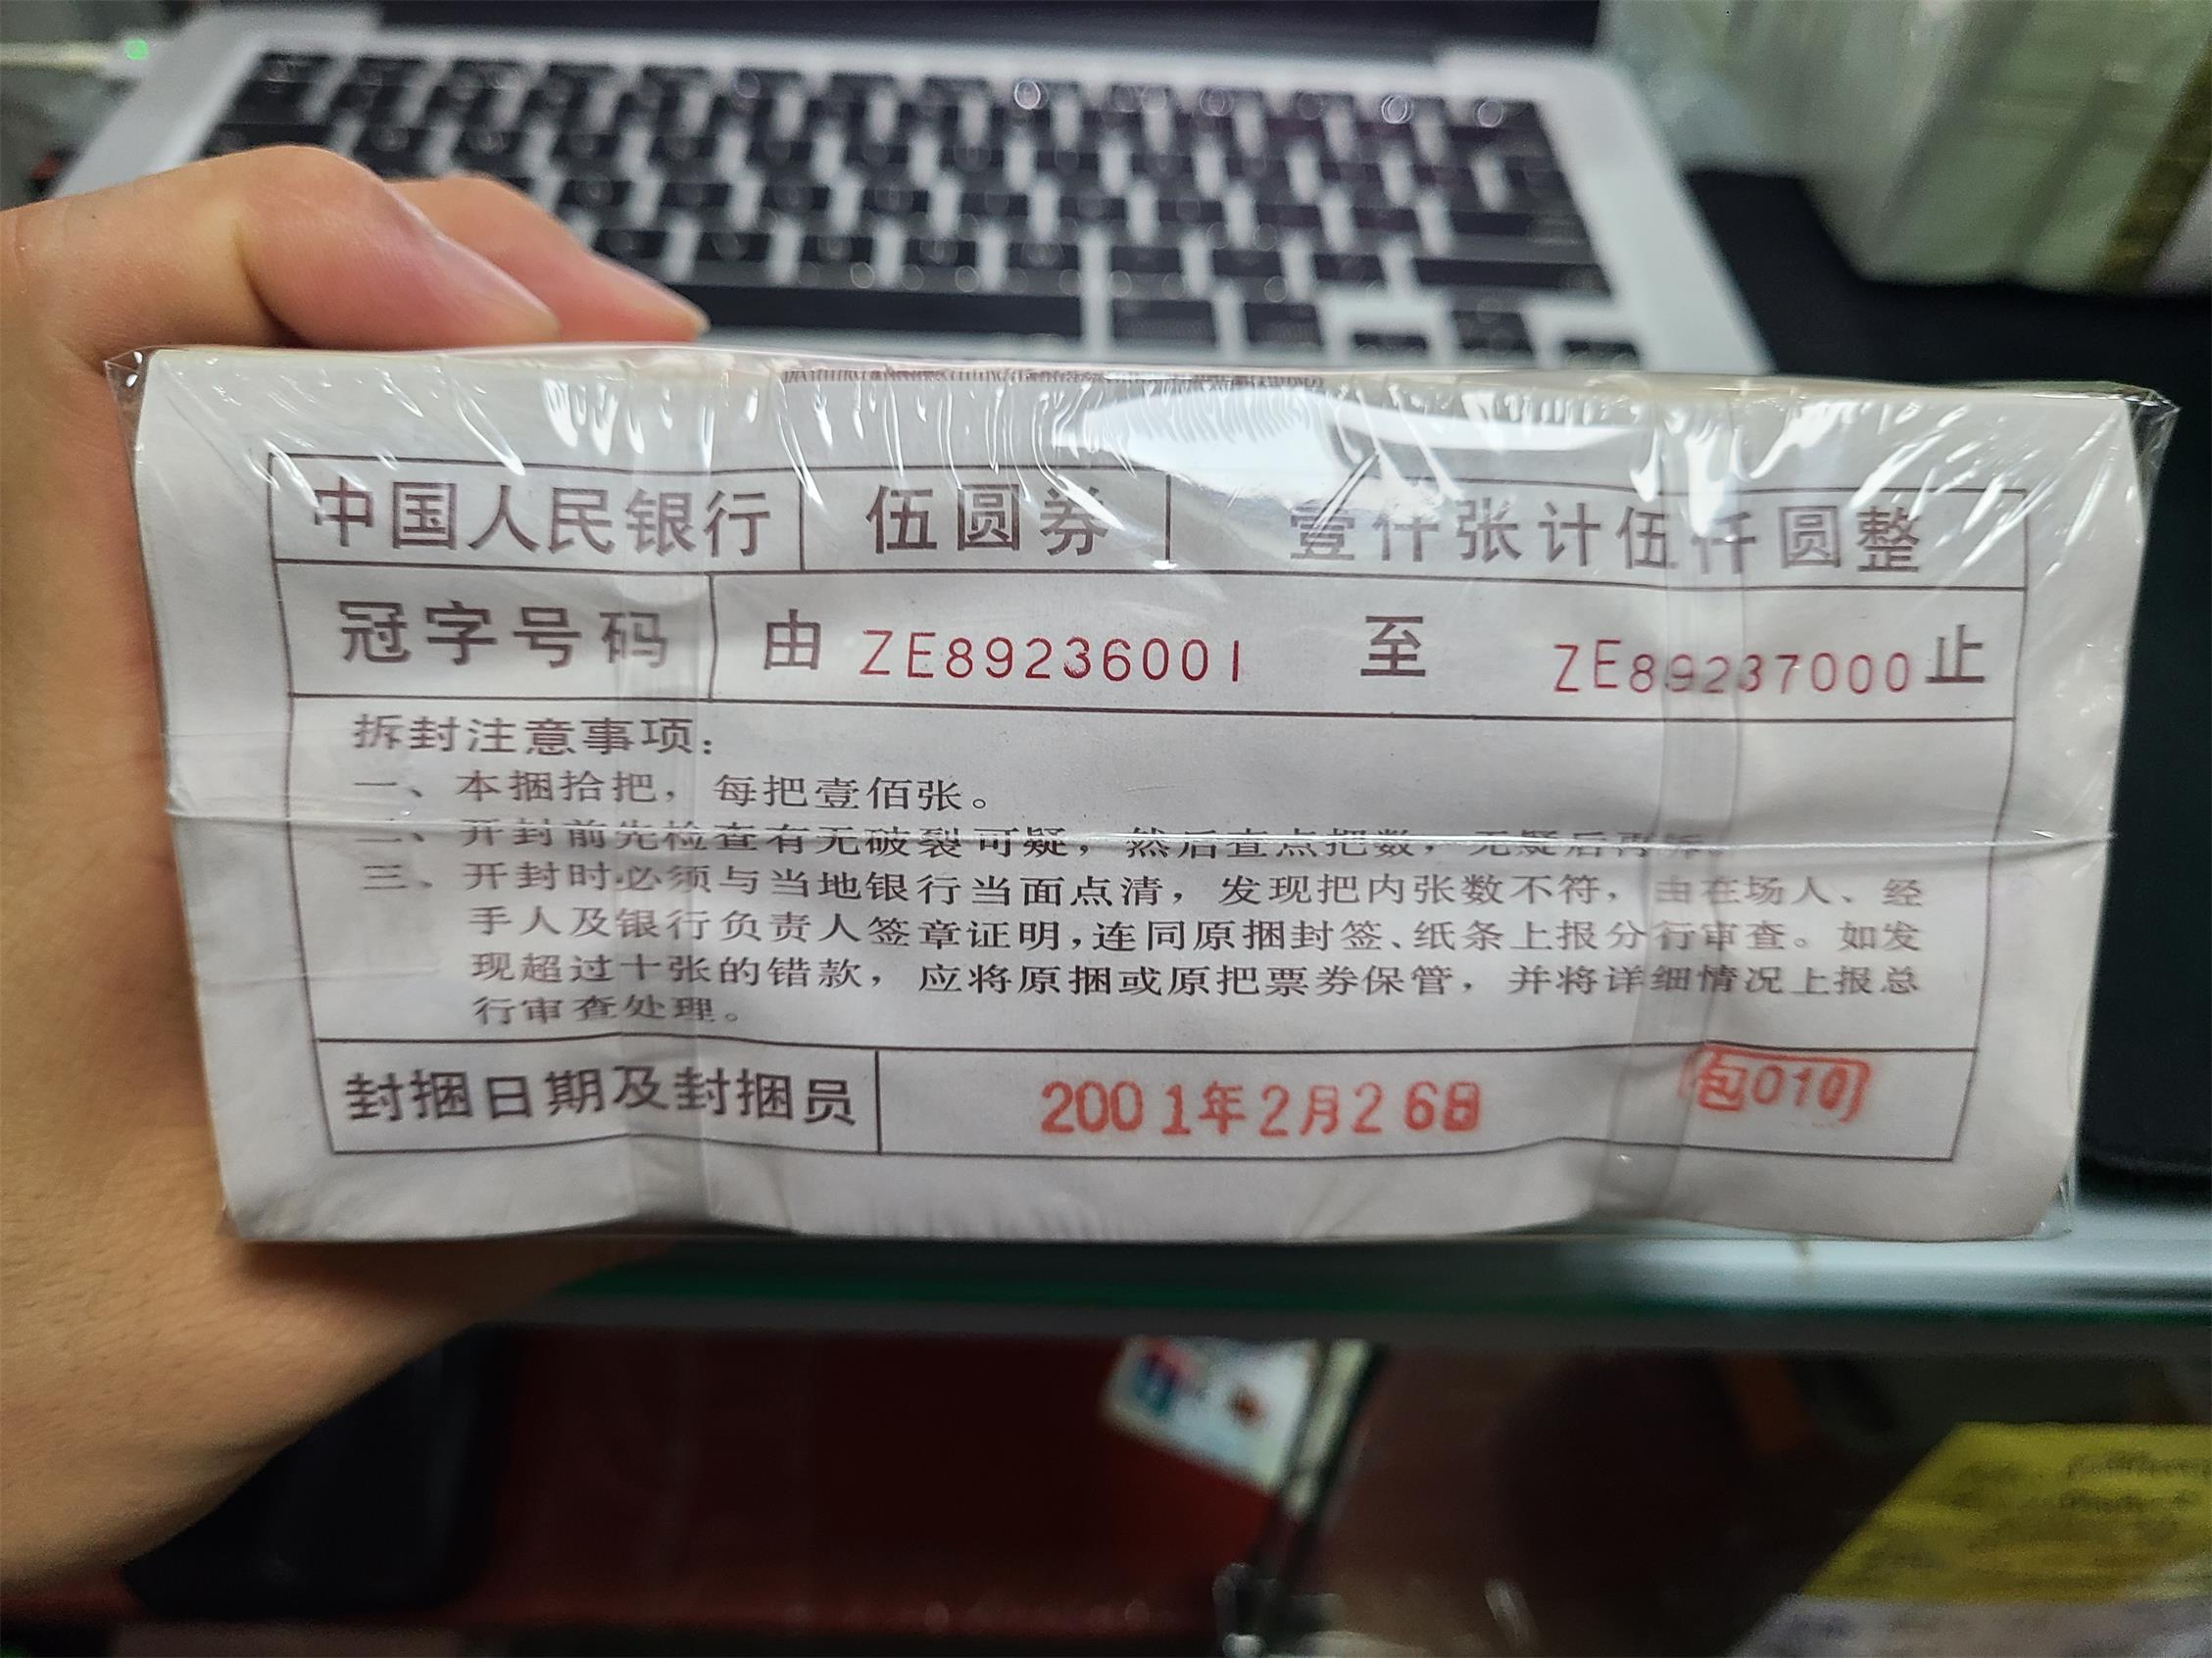 中国人民银行 伍圆券 壹仟张计伍仟圆整
冠字号码 由 ZE89236001 至 ZE89237000 止
拆封注意事项：
一、本捆拾把，每把壹佰张。
二、开封前先检查有无破裂可疑，然后查点把数，无疑后再拆。
三、开封时必须与当地银行当面点清，发现把内张数不符，由在场人、经
手人及银行负责人签章证明，连同原捆封签、纸条上报分行审查。如发
现超过十张的错款，应将原捆或原把票券保管，并将详细情况上报总
行审查处理。
封捆日期及封捆员 2001年2月26日 包010